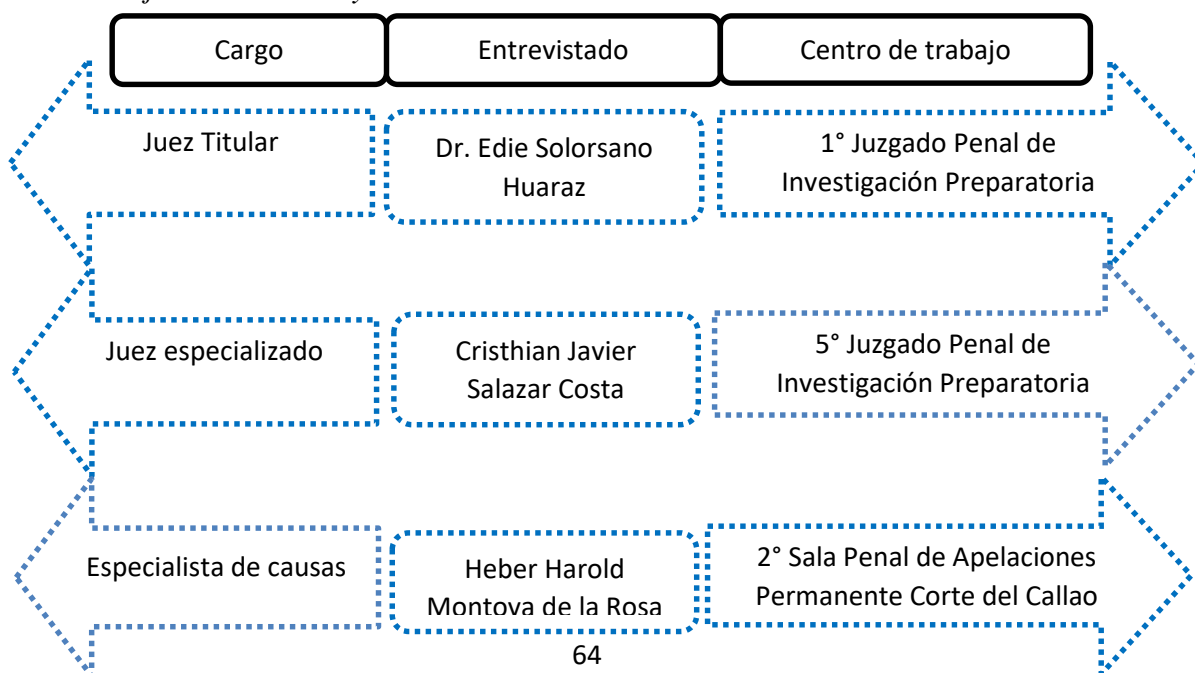 Cargo
Entrevistado
Centro de trabajo
Juez Titular
Dr. Edie Solorsano
Huaraz
1° Juzgado Penal de
Investigación Preparatoria
Juez especializado
Cristhian Javier
Salazar Costa
5° Juzgado Penal de
Investigación Preparatoria
Especialista de causas
Heber Harold
Montoya de la Rosa
2° Sala Penal de Apelaciones
Permanente Corte del Callao
64